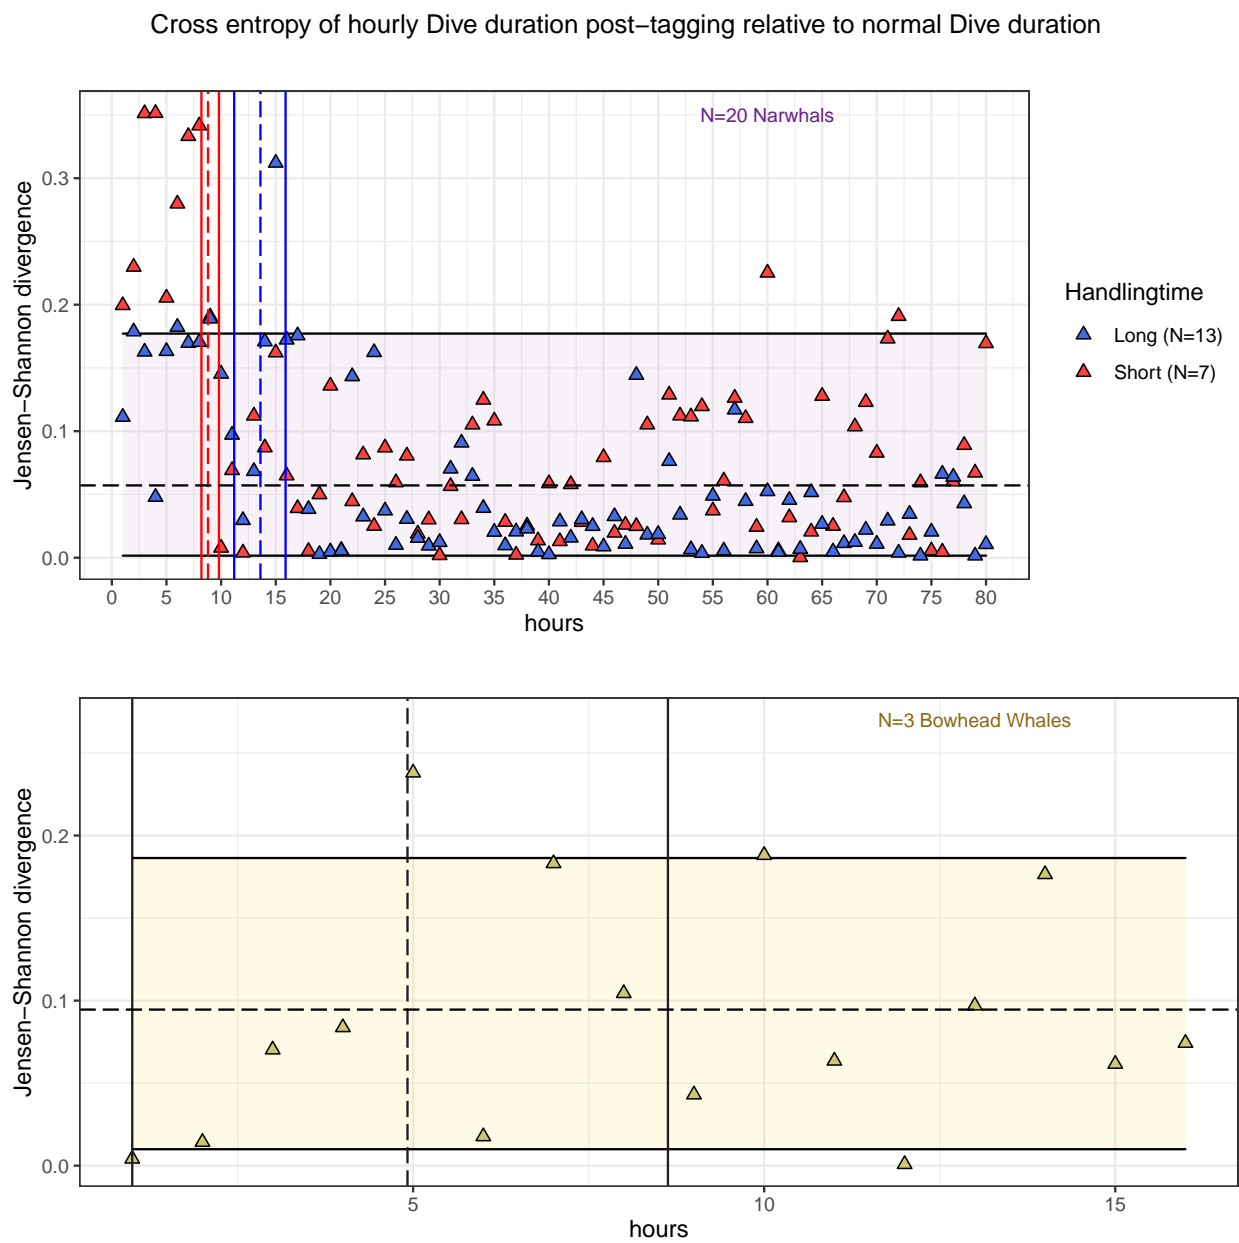 Cross entropy of hourly Dive duration post−tagging relative to normal Dive duration
N=20 Narwhals
Jensen−Shannon divergence
0.3
0.2
0.1
0.0
0 5 10 15 20 25 30 35 40 45 50 55 60 65 70 75 80
hours
Handlingtime
Long (N=13)
Short (N=7)
N=3 Bowhead Whales
Jensen−Shannon divergence
0.2
0.1
0.0
5 10 15
hours